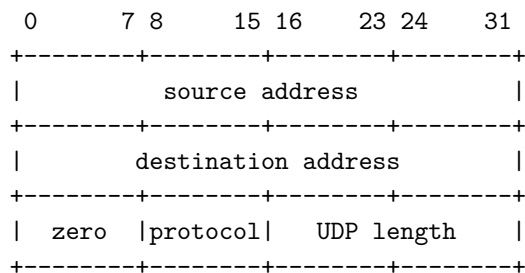 0      7 8     15 16    23 24    31
+--------+--------+--------+--------+
|          source address           |
+--------+--------+--------+--------+
|        destination address        |
+--------+--------+--------+--------+
|  zero  |protocol|   UDP length    |
+--------+--------+--------+--------+